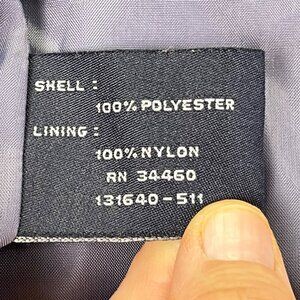 SHELL :
100% POLYESTER
LINING :
100% NYLON
RN 34460
131640-511